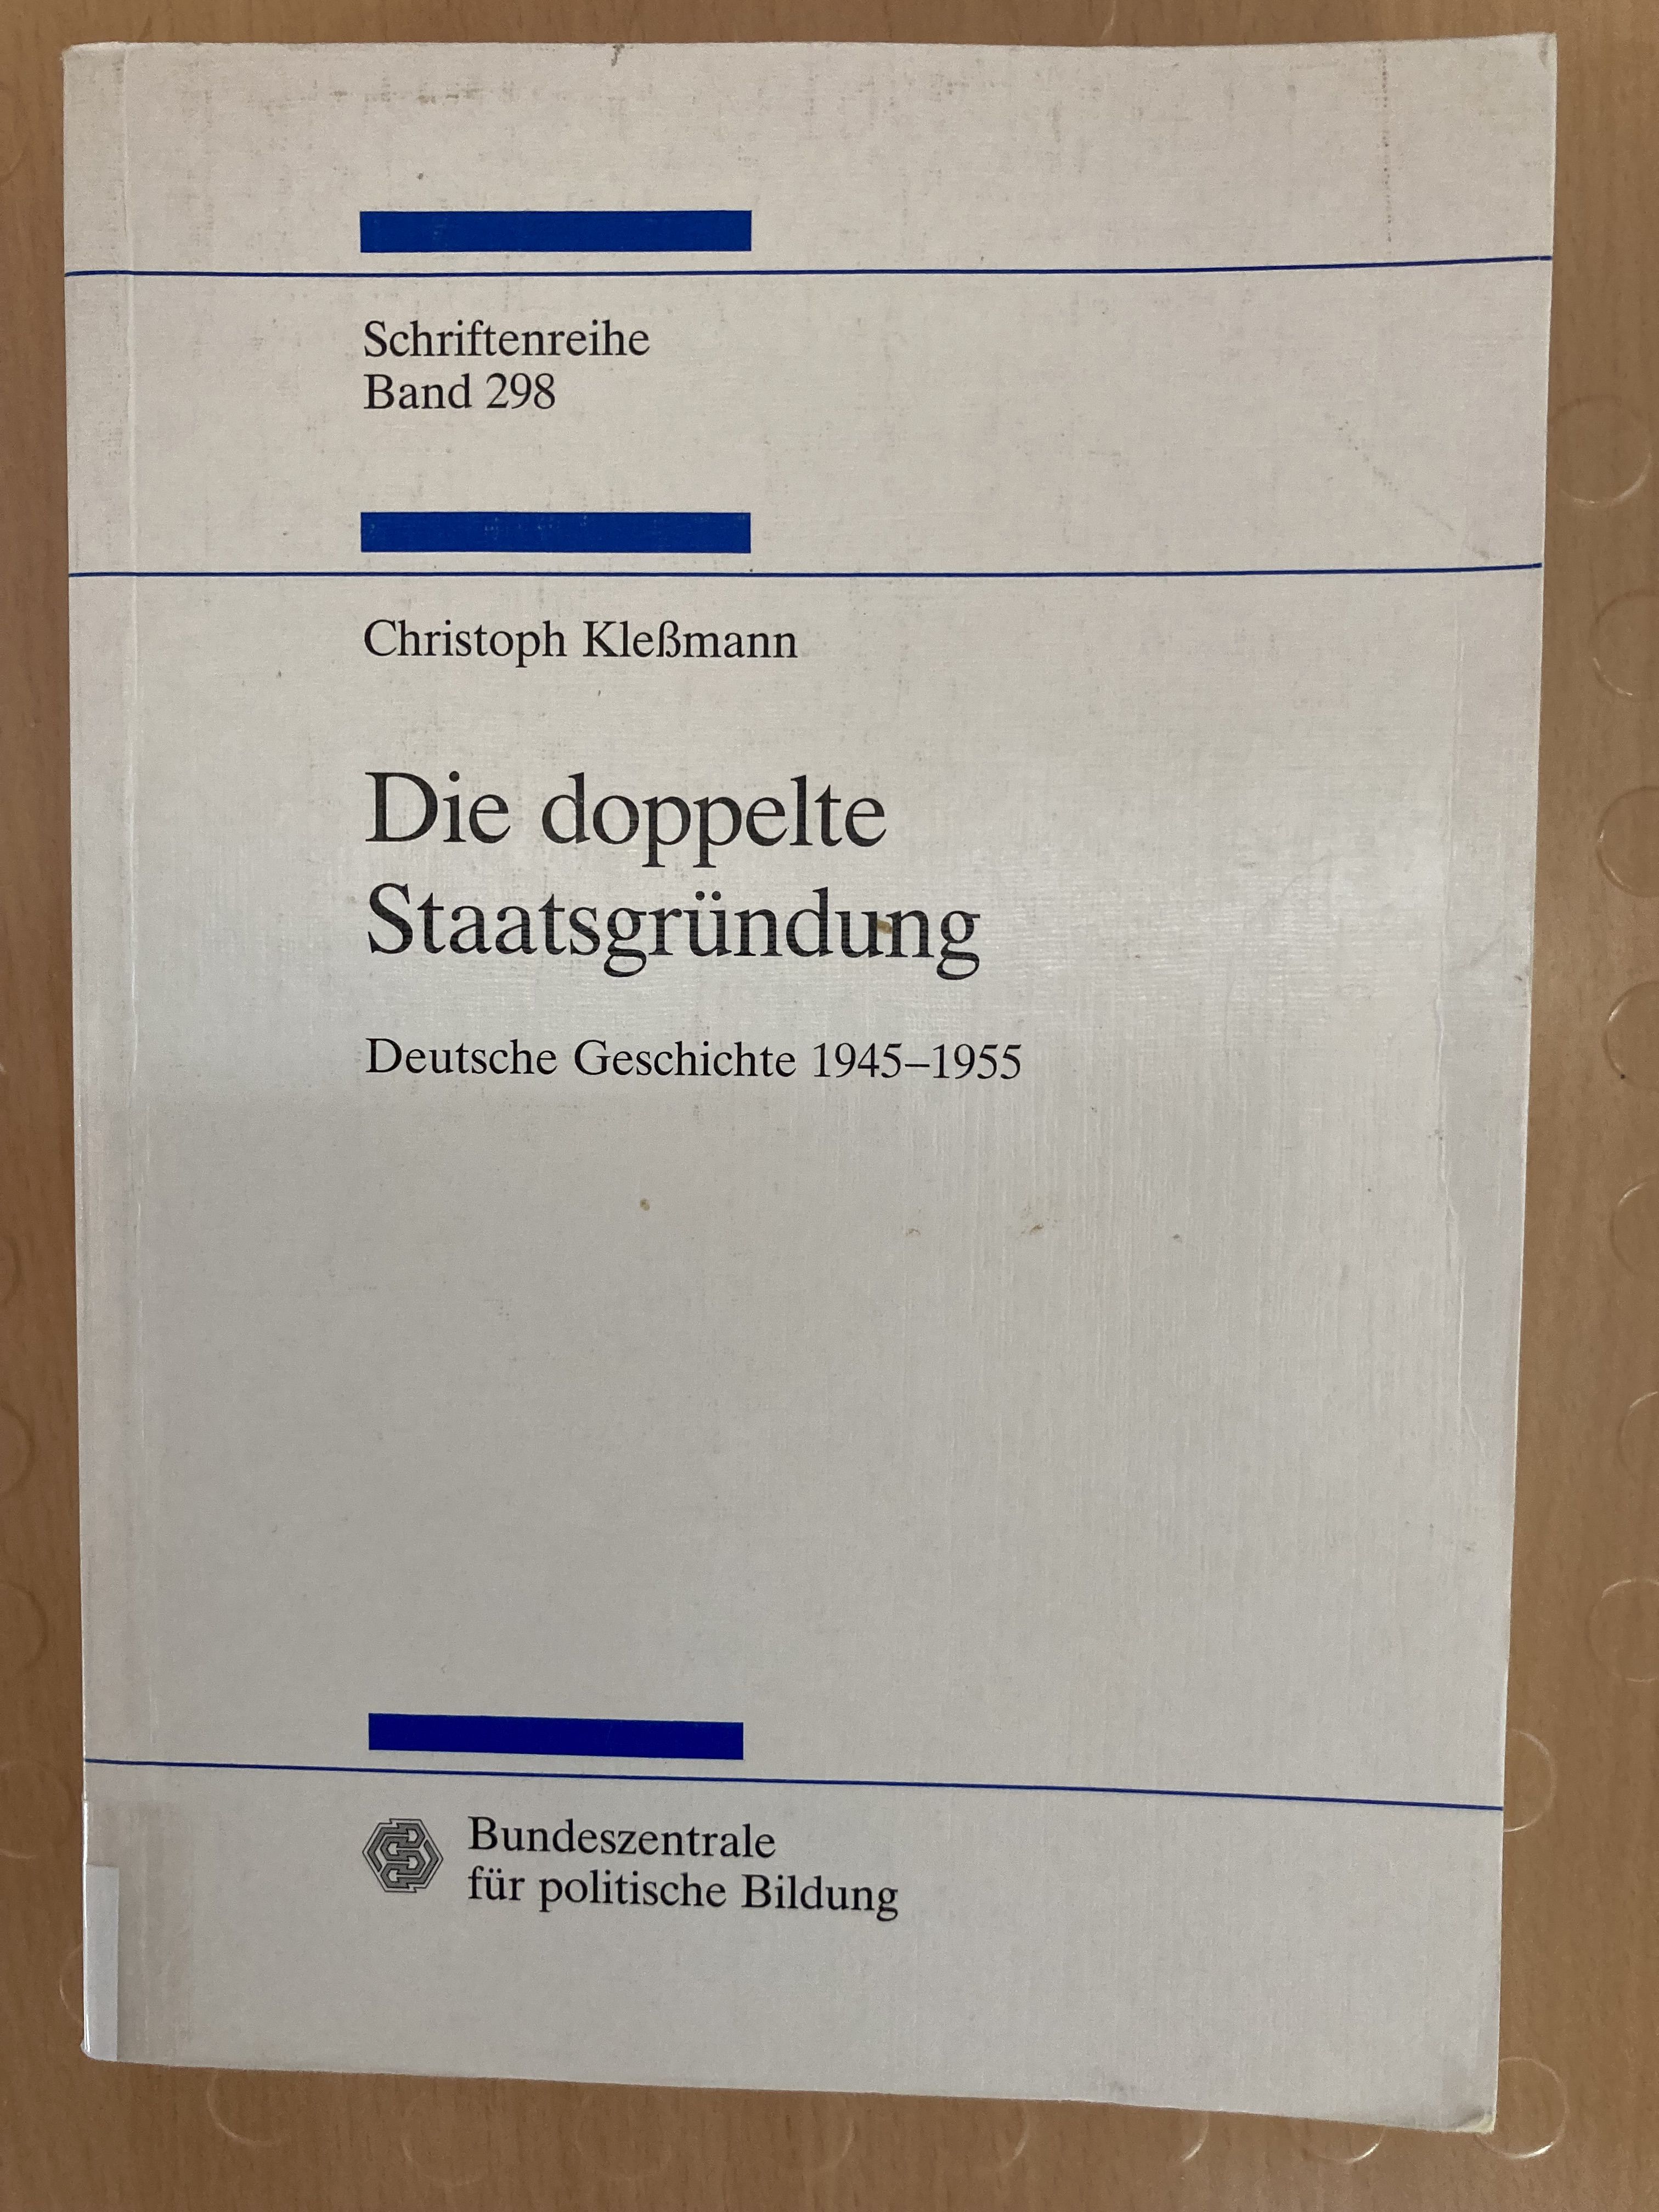 Schriftenreihe
Band 298
Christoph Kleßmann
Die doppelte
Staatsgründung
Deutsche Geschichte 1945–1955
Bundeszentrale
für politische Bildung